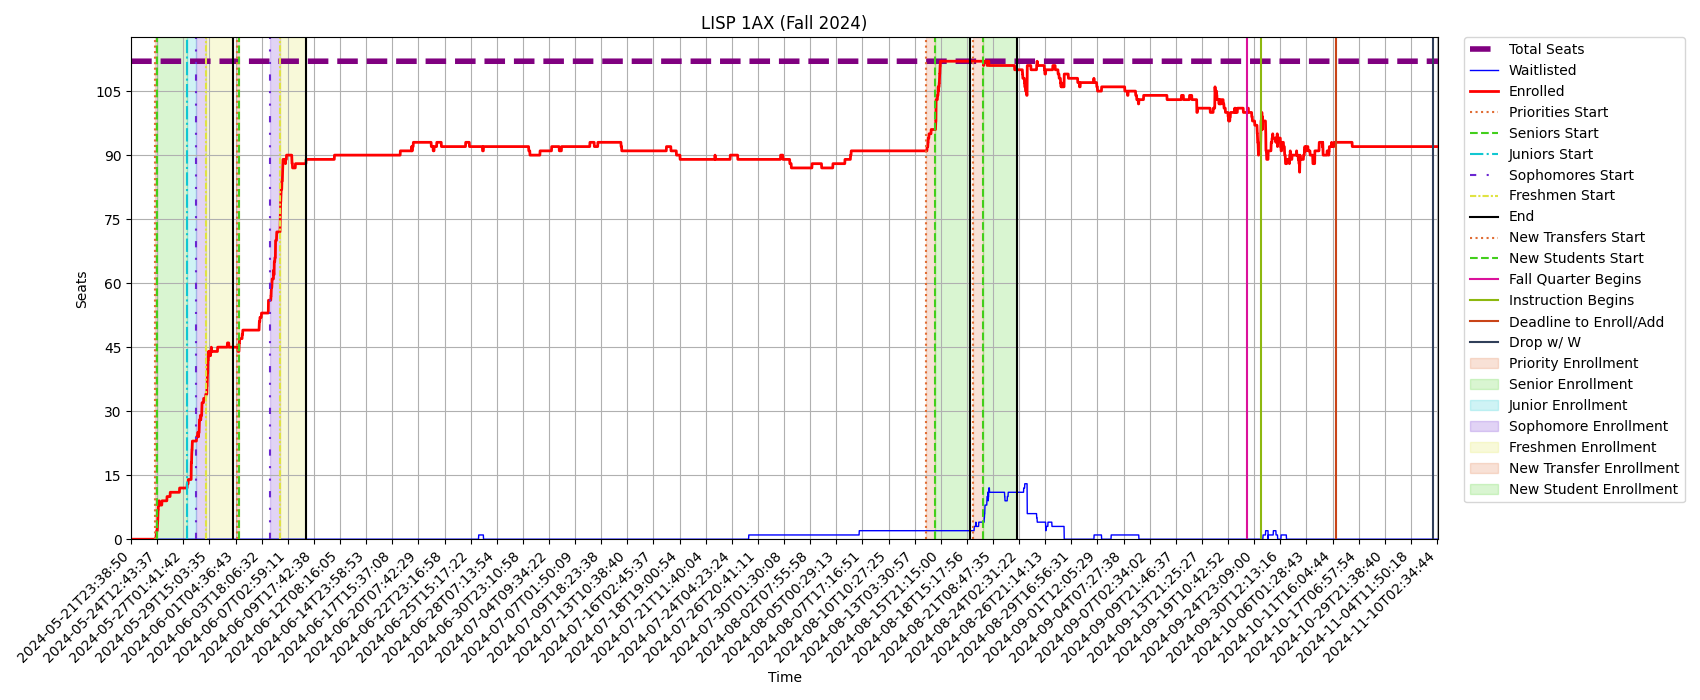 LISP 1AX (Fall 2024)
Seats
105
90
75
60
45
30
15
0
2024-05-21T23:38:50
2024-05-24T12:43:37
2024-05-27T01:41:42
2024-05-29T15:03:35
2024-06-01T04:36:43
2024-06-03T18:06:32
2024-06-07T02:59:11
2024-06-09T17:42:38
2024-06-12T08:16:05
2024-06-14T23:58:53
2024-06-17T15:37:08
2024-06-20T07:42:29
2024-06-22T23:16:58
2024-06-25T15:17:22
2024-06-28T07:13:54
2024-06-30T23:10:58
2024-07-04T09:34:22
2024-07-07T01:50:09
2024-07-09T18:23:38
2024-07-13T10:38:40
2024-07-16T02:45:37
2024-07-18T19:00:54
2024-07-21T11:40:04
2024-07-24T04:23:24
2024-07-26T20:41:11
2024-07-30T01:30:08
2024-08-02T07:55:58
2024-08-05T00:29:13
2024-08-07T17:16:51
2024-08-10T10:27:25
2024-08-13T03:30:57
2024-08-15T21:15:00
2024-08-18T15:17:56
2024-08-21T08:47:35
2024-08-24T02:31:22
2024-08-26T21:14:13
2024-08-29T16:56:31
2024-09-01T12:05:29
2024-09-04T07:27:38
2024-09-07T02:34:02
2024-09-09T21:46:37
2024-09-13T21:25:27
2024-09-19T10:42:52
2024-09-24T23:09:00
2024-09-30T12:13:16
2024-10-06T01:28:43
2024-10-11T16:04:44
2024-10-17T06:57:54
2024-10-29T21:38:40
2024-11-04T11:50:18
2024-11-10T02:34:44
Time
Total Seats
Waitlisted
Enrolled
Priorities Start
Seniors Start
Juniors Start
Sophomores Start
Freshmen Start
End
New Transfers Start
New Students Start
Fall Quarter Begins
Instruction Begins
Deadline to Enroll/Add
Drop w/ W
Priority Enrollment
Senior Enrollment
Junior Enrollment
Sophomore Enrollment
Freshmen Enrollment
New Transfer Enrollment
New Student Enrollment